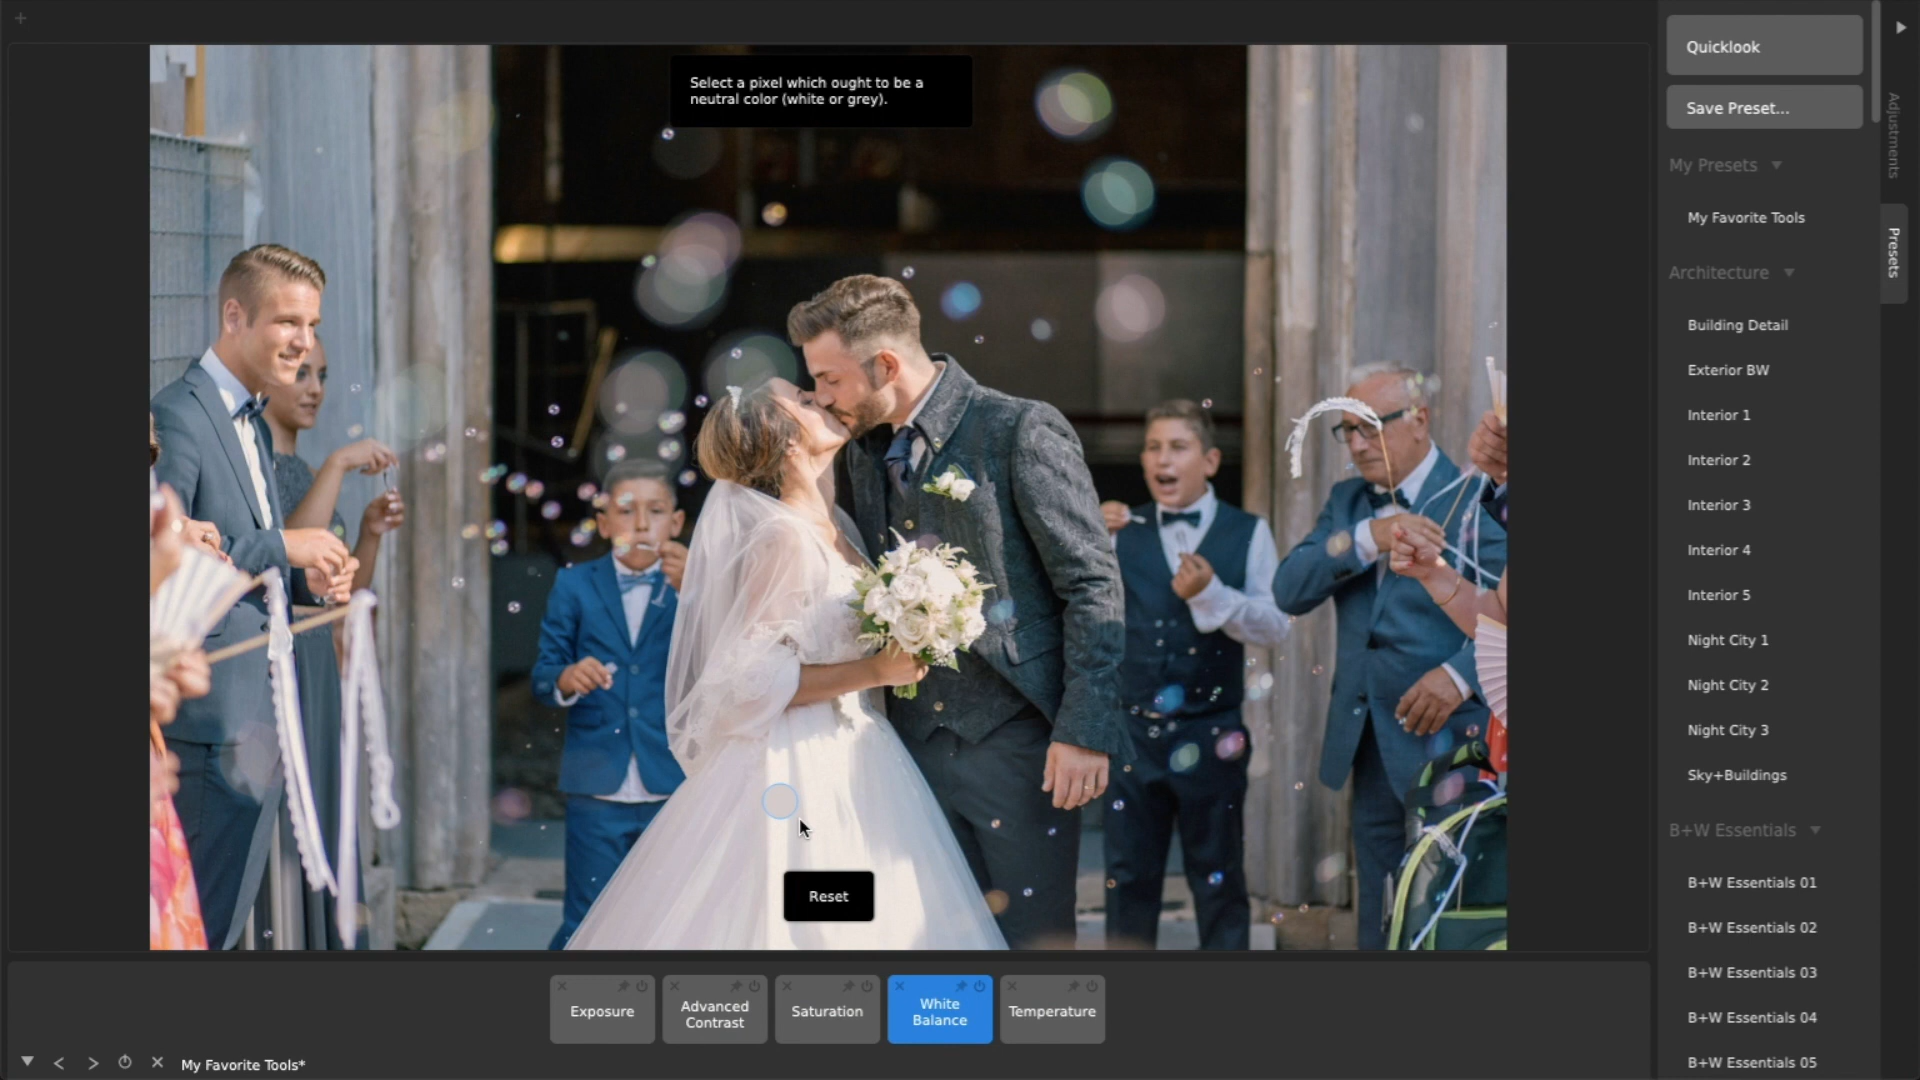 Select a pixel which ought to be a
neutral color (white or grey).
Reset
Exposure
Advanced
Contrast
Saturation
White
Balance
Temperature
My Favorite Tools*
Quicklook
Save Preset...
My Presets
My Favorite Tools
Architecture
Building Detail
Exterior BW
Interior 1
Interior 2
Interior 3
Interior 4
Interior 5
Night City 1
Night City 2
Night City 3
Sky+Buildings
B+W Essentials
B+W Essentials 01
B+W Essentials 02
B+W Essentials 03
B+W Essentials 04
B+W Essentials 05
Adjustments
Presets